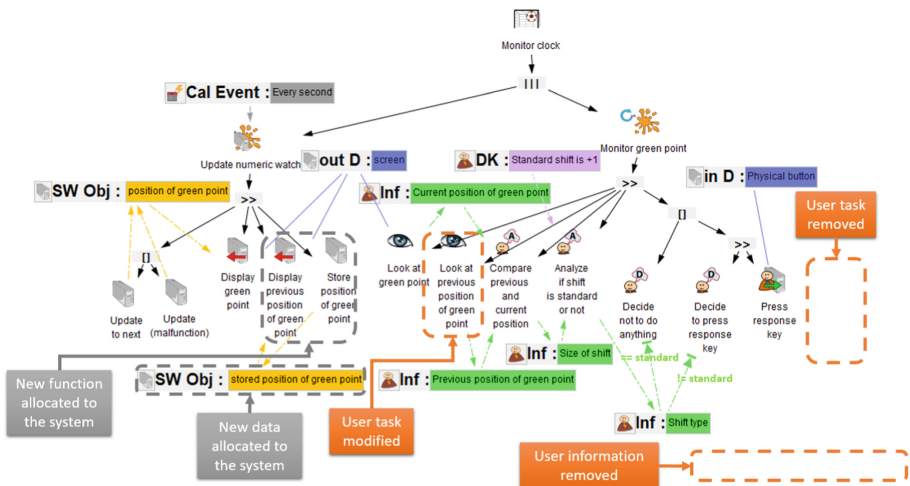 Monitor clock
|||
Cal Event : Every second
Update numeric watch
Monitor green point
out D : screen
DK : Standard shift is +1
in D : Physical button
SW Obj : position of green point
Inf : Current position of green point
>>
>>
User task
removed
[]
[]
>>
A
A
D
D
Display
green
point
Display
previous
position
of green
point
Store
position
of green
point
Look at
green point
Look at
previous
position
of green
point
Compare
previous
and
current
position
Analyze
if shift
is standard
or not
Decide
not to do
anything
Decide
to press
response
key
Press
response
key
Update
to next
Update
(malfunction)
Inf : Size of shift
== standard
!= standard
New function
allocated to
the system
SW Obj : stored position of green point
Inf : Previous position of green point
New data
allocated to
the system
User task
modified
Inf : Shift type
User information
removed